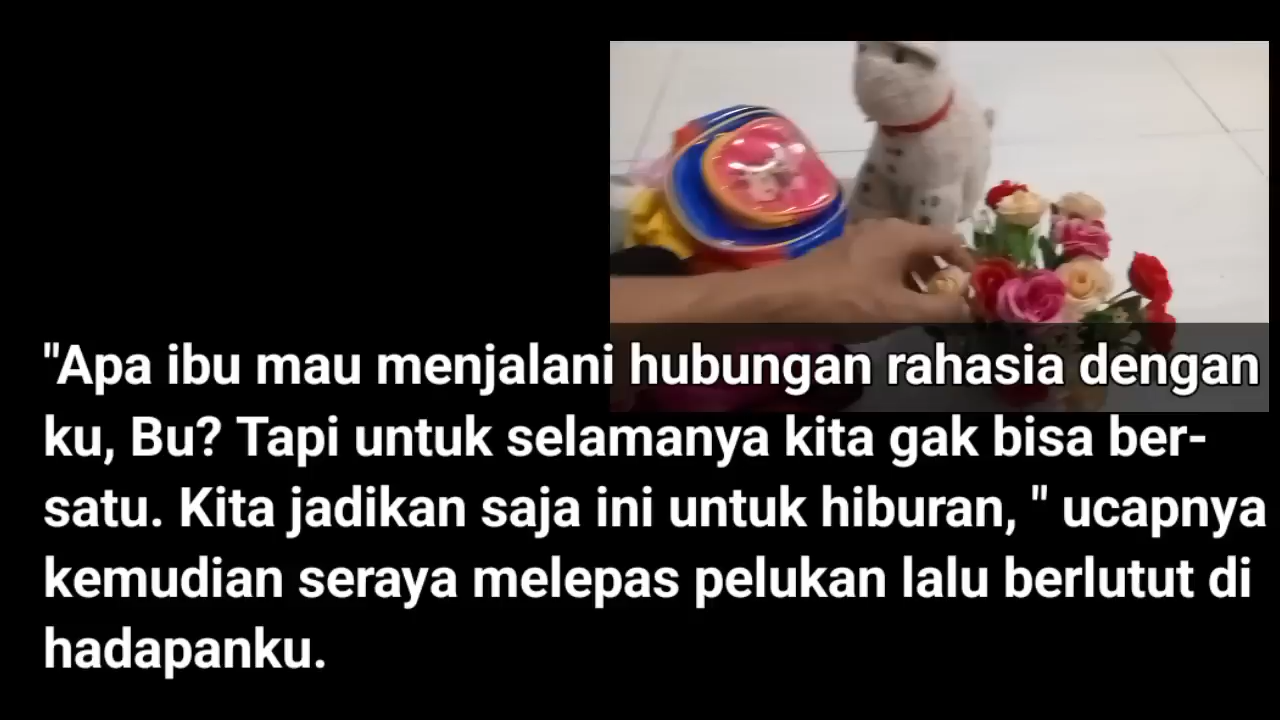 "Apa ibu mau menjalani hubungan rahasia dengan
ku, Bu? Tapi untuk selamanya kita gak bisa ber-
satu. Kita jadikan saja ini untuk hiburan, " ucapnya
kemudian seraya melepas pelukan lalu berlutut di
hadapanku.